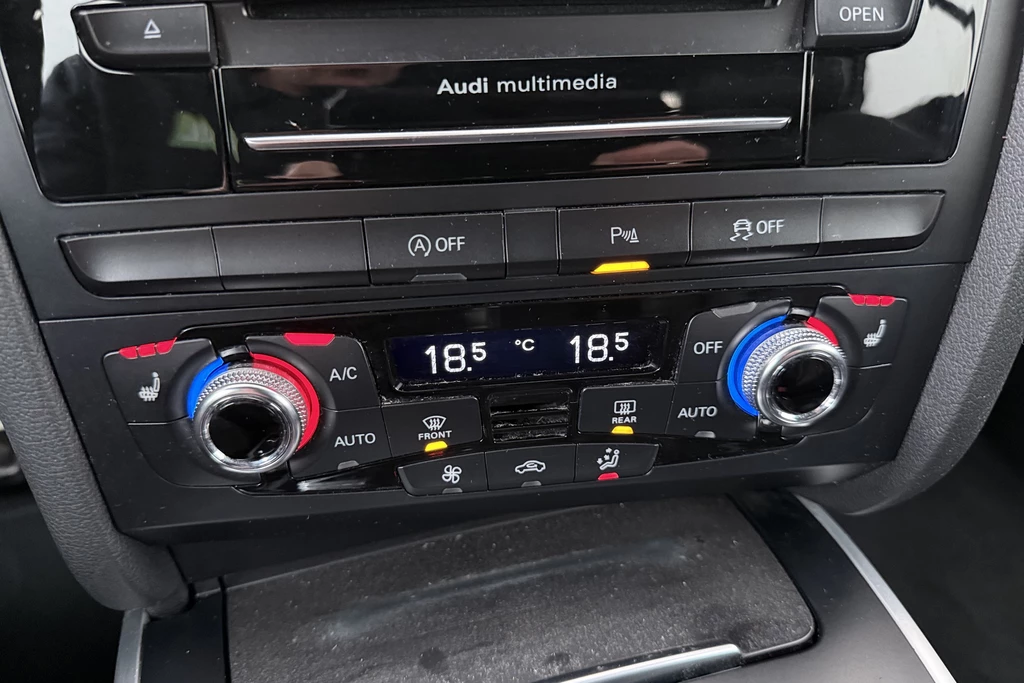 OPEN
Audi multimedia
A OFF
P
OFF
18.5 °C 18.5
OFF
A/C
AUTO
FRONT
REAR
AUTO